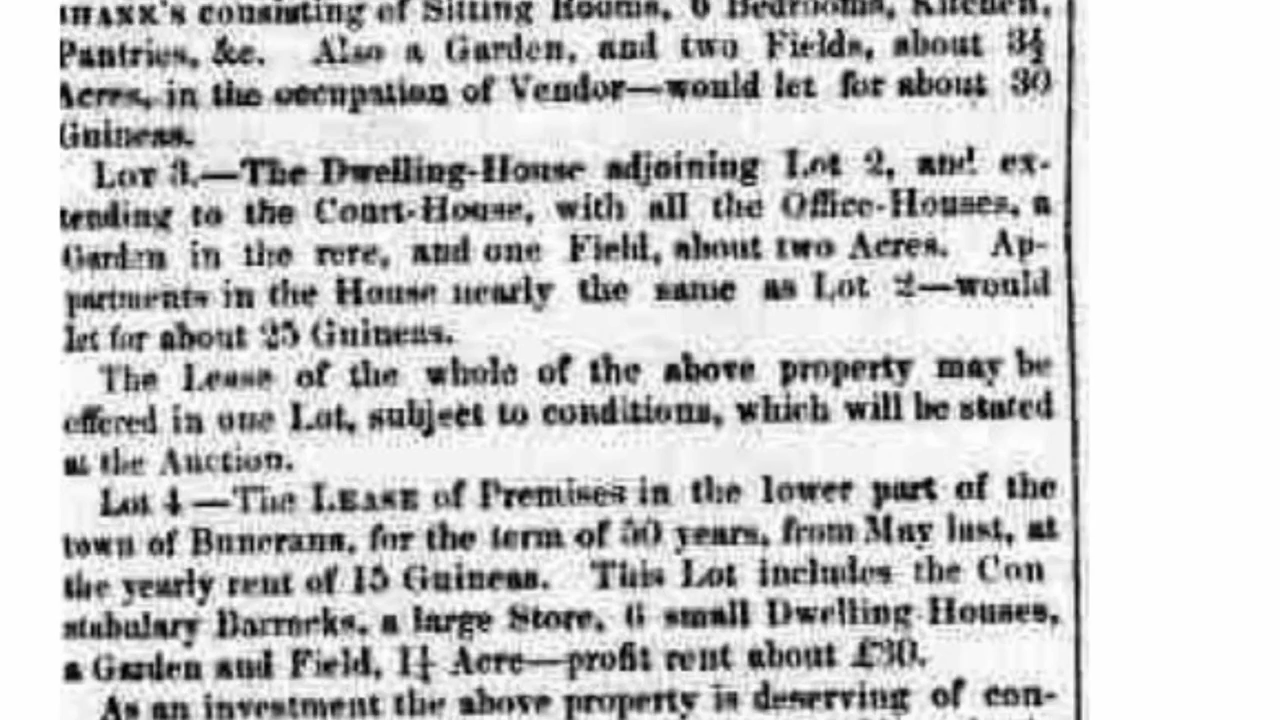 consisting of Sitting Rooms, 6 Bedrooms, Kitchen,
Pantries, &c. Also a Garden, and two Fields, about 3½
Acres, in the occupation of Vendor—would let for about 30
Guineas.
Lot 3.—The Dwelling-House adjoining Lot 2, and ex-
tending to the Court-House, with all the Office-Houses, a
Garden in the rere, and one Field, about two Acres. Ap-
partments in the House nearly the same as Lot 2—would
let for about 25 Guineas.
The Lease of the whole of the above property may be
offered in one Lot, subject to conditions, which will be stated
at the Auction.
Lot 4—The LEASE of Premises in the lower part of the
town of Buncrana, for the term of 50 years, from May last, at
the yearly rent of 15 Guineas. This Lot includes the Con
stabulary Barracks, a large Store, 6 small Dwelling Houses,
a Garden and Field, 1¼ Acre—profit rent about £30.
As an investment the above property is deserving of con-